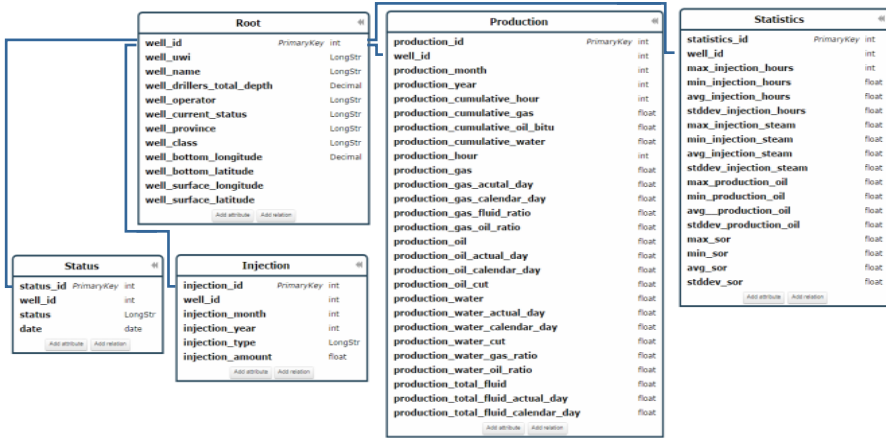 Root
well_id PrimaryKey int
well_uwi LongStr
well_name LongStr
well_drillers_total_depth Decimal
well_operator LongStr
well_current_status LongStr
well_province LongStr
well_class LongStr
well_bottom_longitude Decimal
well_bottom_latitude
well_surface_longitude
well_surface_latitude
Add attribute Add relation
Production
production_id PrimaryKey int
well_id int
production_month int
production_year int
production_cumulative_hour int
production_cumulative_gas float
production_cumulative_oil_bitu float
production_cumulative_water float
production_hour int
production_gas float
production_gas_acutal_day float
production_gas_calendar_day float
production_gas_fluid_ratio float
production_gas_oil_ratio float
production_oil float
production_oil_actual_day float
production_oil_calendar_day float
production_oil_cut float
production_water float
production_water_actual_day float
production_water_calendar_day float
production_water_cut float
production_water_gas_ratio float
production_water_oil_ratio float
production_total_fluid float
production_total_fluid_actual_day float
production_total_fluid_calendar_day float
Add attribute Add relation
Statistics
statistics_id PrimaryKey int
well_id int
max_injection_hours int
min_injection_hours float
avg_injection_hours float
stddev_injection_hours float
max_injection_steam float
min_injection_steam float
avg_injection_steam float
stddev_injection_steam float
max_production_oil float
min_production_oil float
avg__production_oil float
stddev_production_oil float
max_sor float
min_sor float
avg_sor float
stddev_sor float
Add attribute Add relation
Status
status_id PrimaryKey int
well_id int
status LongStr
date date
Add attribute Add relation
Injection
injection_id PrimaryKey int
well_id int
injection_month int
injection_year int
injection_type LongStr
injection_amount float
Add attribute Add relation